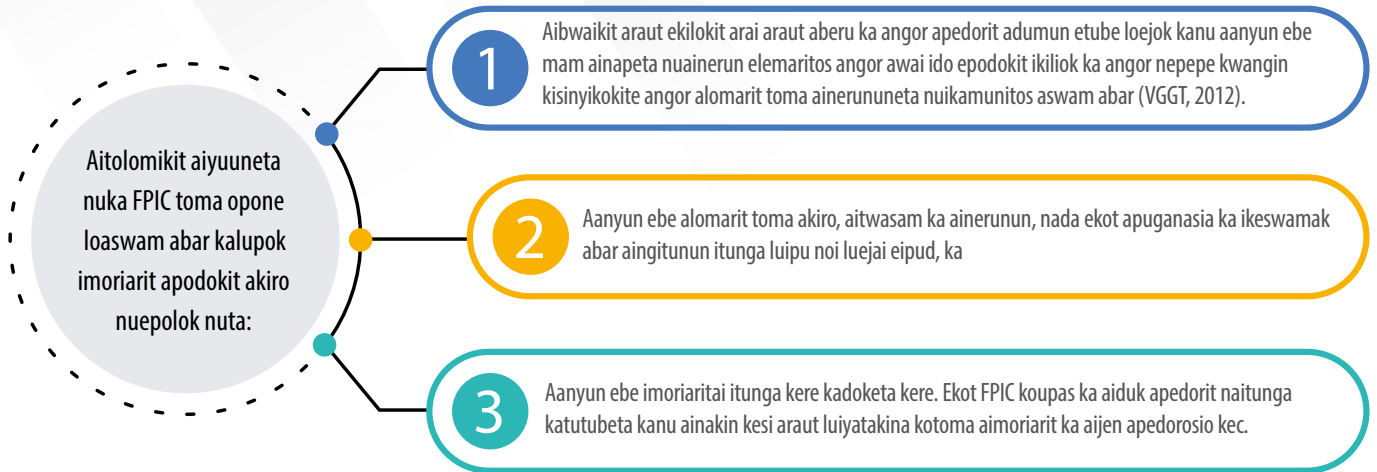 Aitolomikit aiyuuneta
nuka FPIC toma opone
loaswam abar kalupok
imoriarit apodokit akiro
nuepolok nuta:
1
Aibwaikit araut ekilokit arai araut aberu ka angor apedorit adumun etube loejok kanu aanyun ebe
mam ainapeta nuainerun elemaritos angor awai ido epodokit ikiliok ka angor nepepe kwangin
kisinyikokite angor alomarit toma ainerununeta nuikamunitos aswam abar (VGGT, 2012).
2
Aanyun ebe alomarit toma akiro, aitwasam ka ainerunun, nada ekot apuganasia ka ikeswamak
abar aingitunun itunga luipu noi luejai eipud, ka
3
Aanyun ebe imoriaritai itunga kere kadoketa kere. Ekot FPIC koupas ka aiduk apedorit naitunga
katutubeta kanu ainakin kesi araut luiyatakina kotoma aimoriarit ka aijen apedorosio kec.